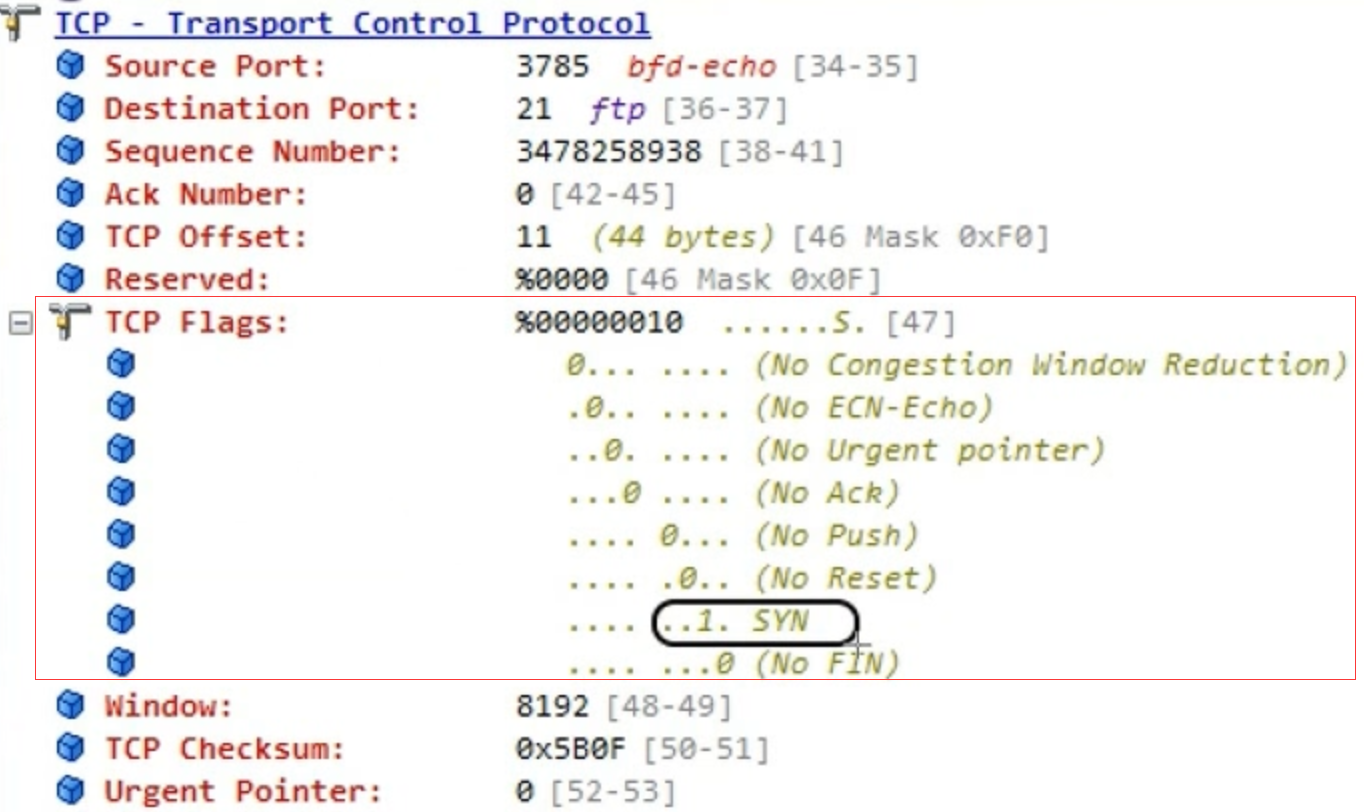 TCP - Transport Control Protocol
Source Port: 3785 bfd-echo [34-35]
Destination Port: 21 ftp [36-37]
Sequence Number: 3478258938 [38-41]
Ack Number: 0 [42-45]
TCP Offset: 11 (44 bytes) [46 Mask 0xF0]
Reserved: %0000 [46 Mask 0x0F]
TCP Flags: %00000010 ......S. [47]
0... .... (No Congestion Window Reduction)
.0.. .... (No ECN-Echo)
..0. .... (No Urgent pointer)
...0 .... (No Ack)
.... 0... (No Push)
.... .0.. (No Reset)
.... ..1. SYN
.... ...0 (No FIN)
Window: 8192 [48-49]
TCP Checksum: 0x5B0F [50-51]
Urgent Pointer: 0 [52-53]